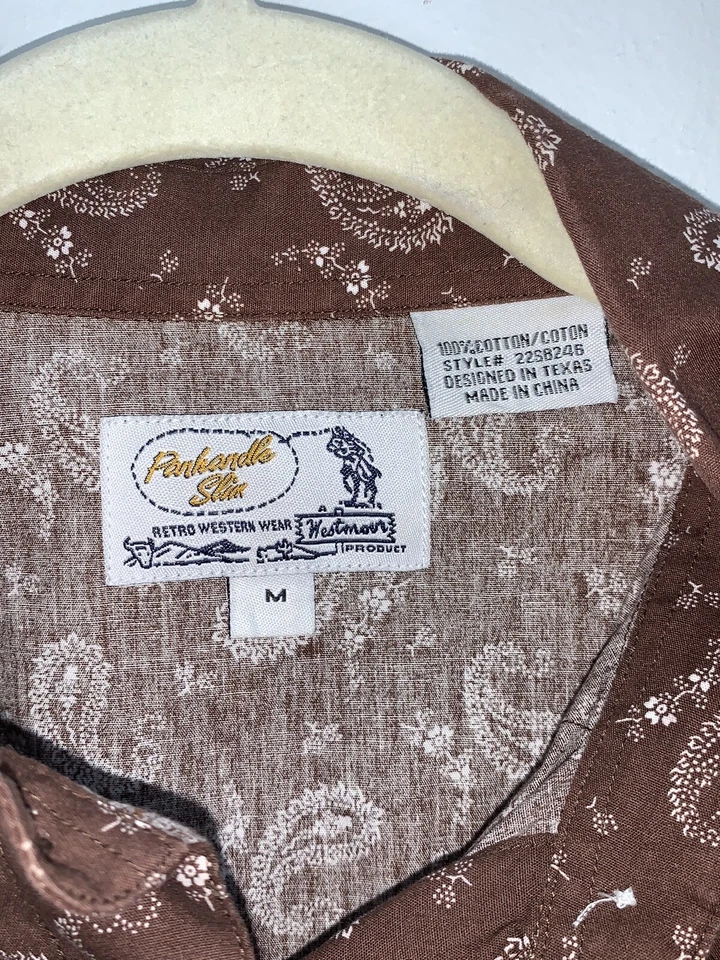 100% COTTON/COTON
STYLE# 22S8246
DESIGNED IN TEXAS
MADE IN CHINA
Panhandle
Slim
RETRO WESTERN WEAR
Westmoor
PRODUCT
M